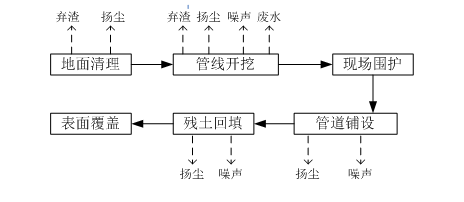 弃渣 扬尘 弃渣 扬尘 噪声 废水
地面清理 管线开挖 现场围护
表面覆盖 残土回填 管道铺设
扬尘 噪声 扬尘 噪声